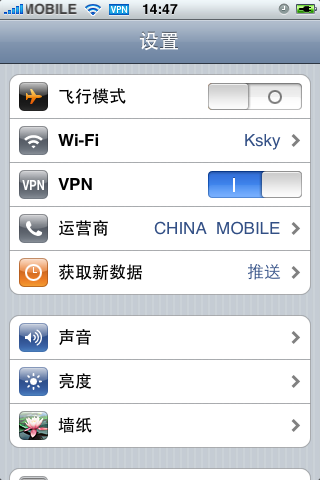 MOBILE VPN 14:47
设置
飞行模式
Wi-Fi Ksky
VPN VPN
运营商 CHINA MOBILE
获取新数据 推送
声音
亮度
墙纸